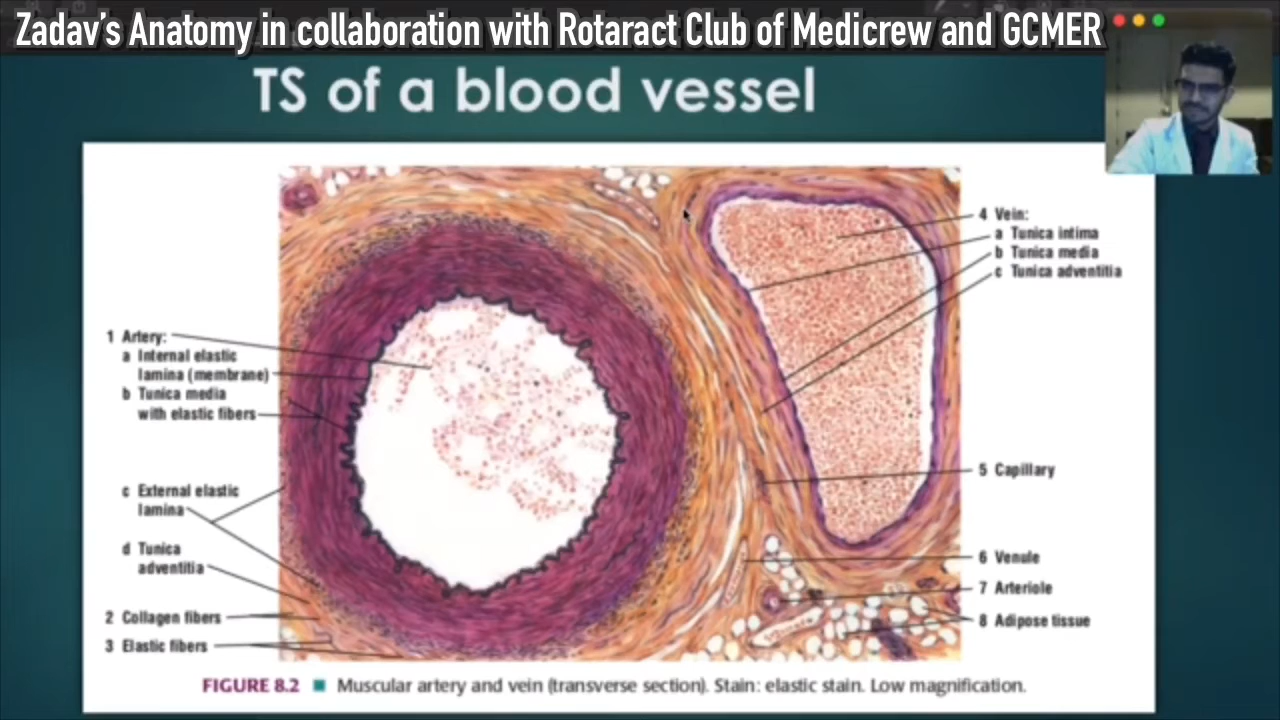 Zadav's Anatomy in collaboration with Rotaract Club of Medicrew and GCMER
TS of a blood vessel
1 Artery:
a Internal elastic
lamina (membrane)
b Tunica media
with elastic fibers
c External elastic
lamina
d Tunica
adventitia
2 Collagen fibers
3 Elastic fibers
4 Vein:
a Tunica intima
b Tunica media
c Tunica adventitia
5 Capillary
6 Venule
7 Arteriole
8 Adipose tissue
FIGURE 8.2 ■ Muscular artery and vein (transverse section). Stain: elastic stain. Low magnification.